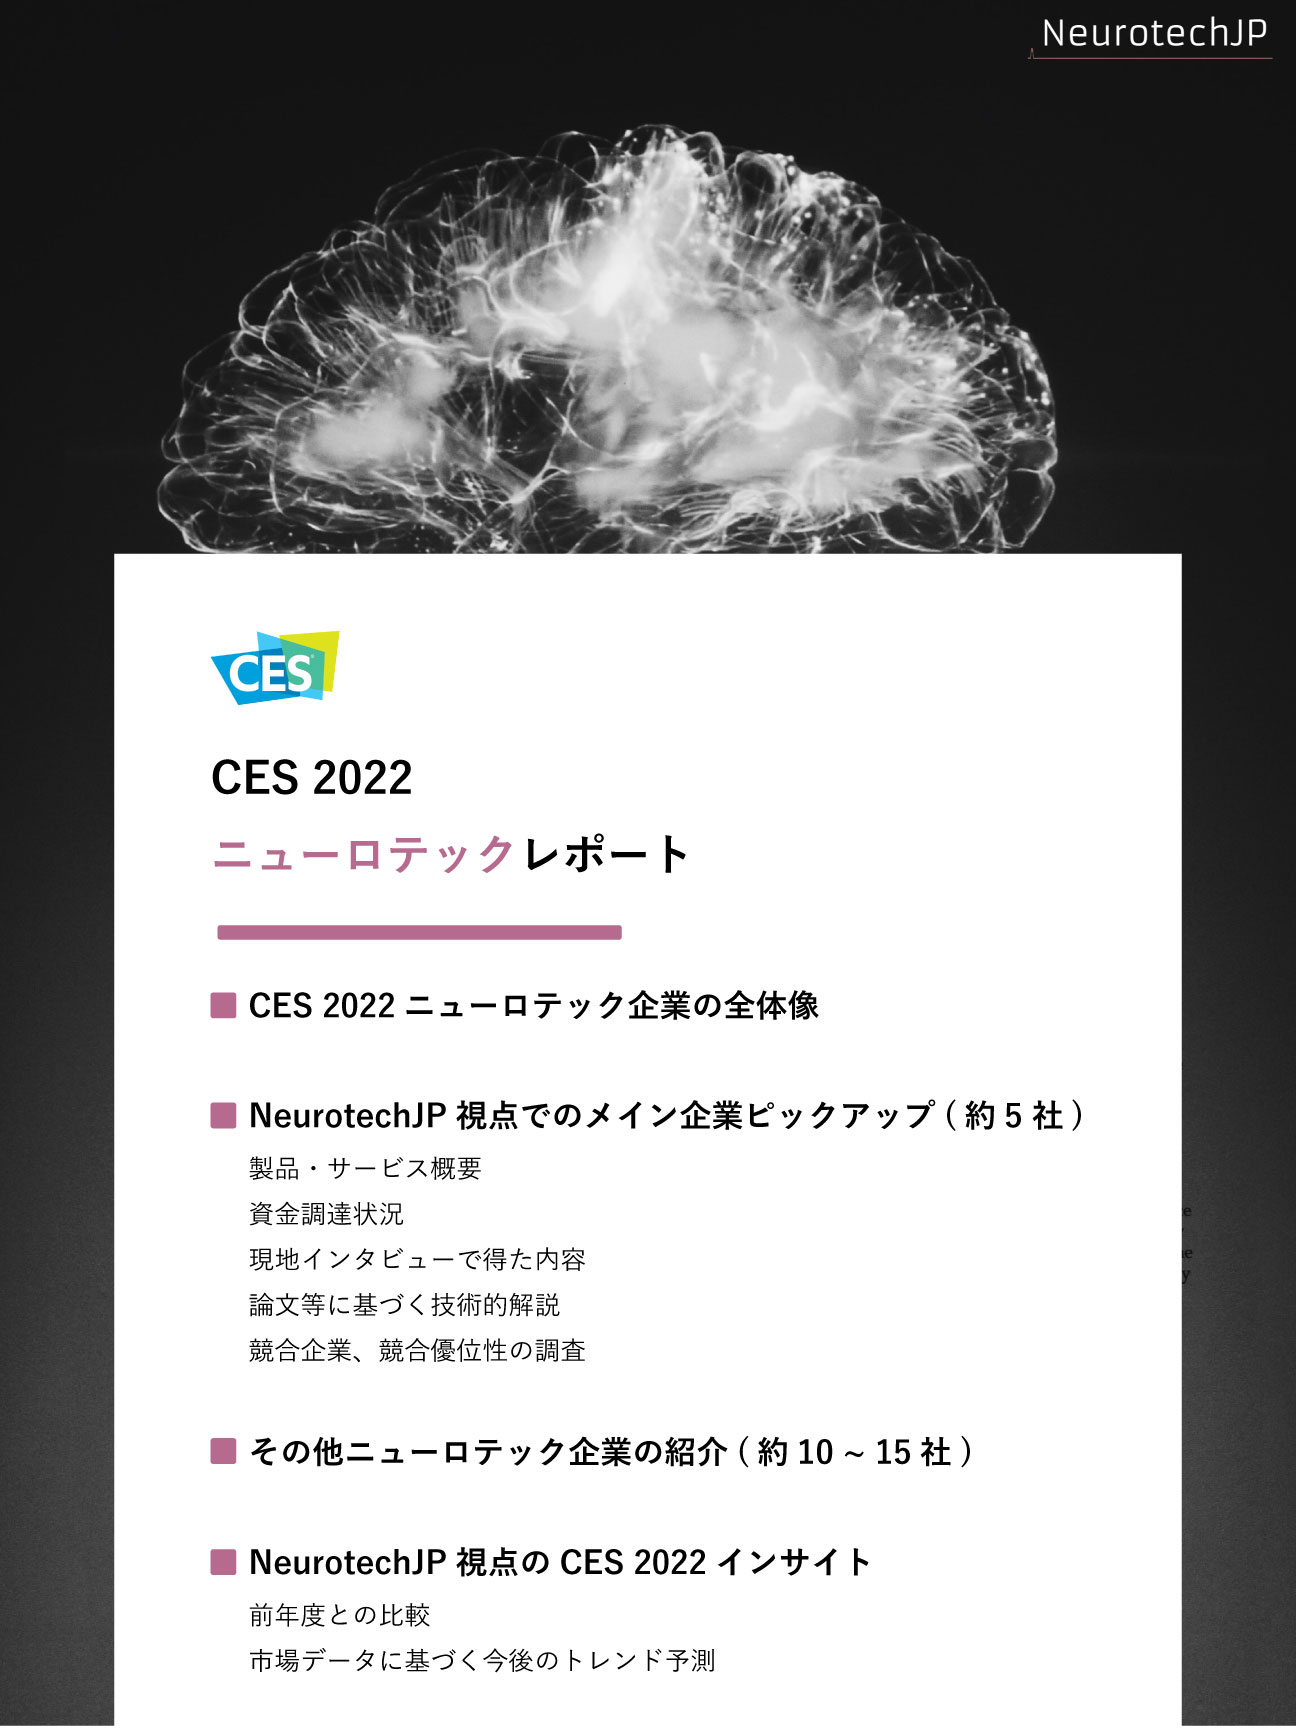 NeurotechJP
CES
CES 2022
ニューロテックレポート
CES 2022 ニューロテック企業の全体像
NeurotechJP 視点でのメイン企業ピックアップ ( 約 5 社 )
製品・サービス概要
資金調達状況
現地インタビューで得た内容
論文等に基づく技術的解説
競合企業、競合優位性の調査
その他ニューロテック企業の紹介 ( 約 10 ~ 15 社 )
NeurotechJP 視点の CES 2022 インサイト
前年度との比較
市場データに基づく今後のトレンド予測